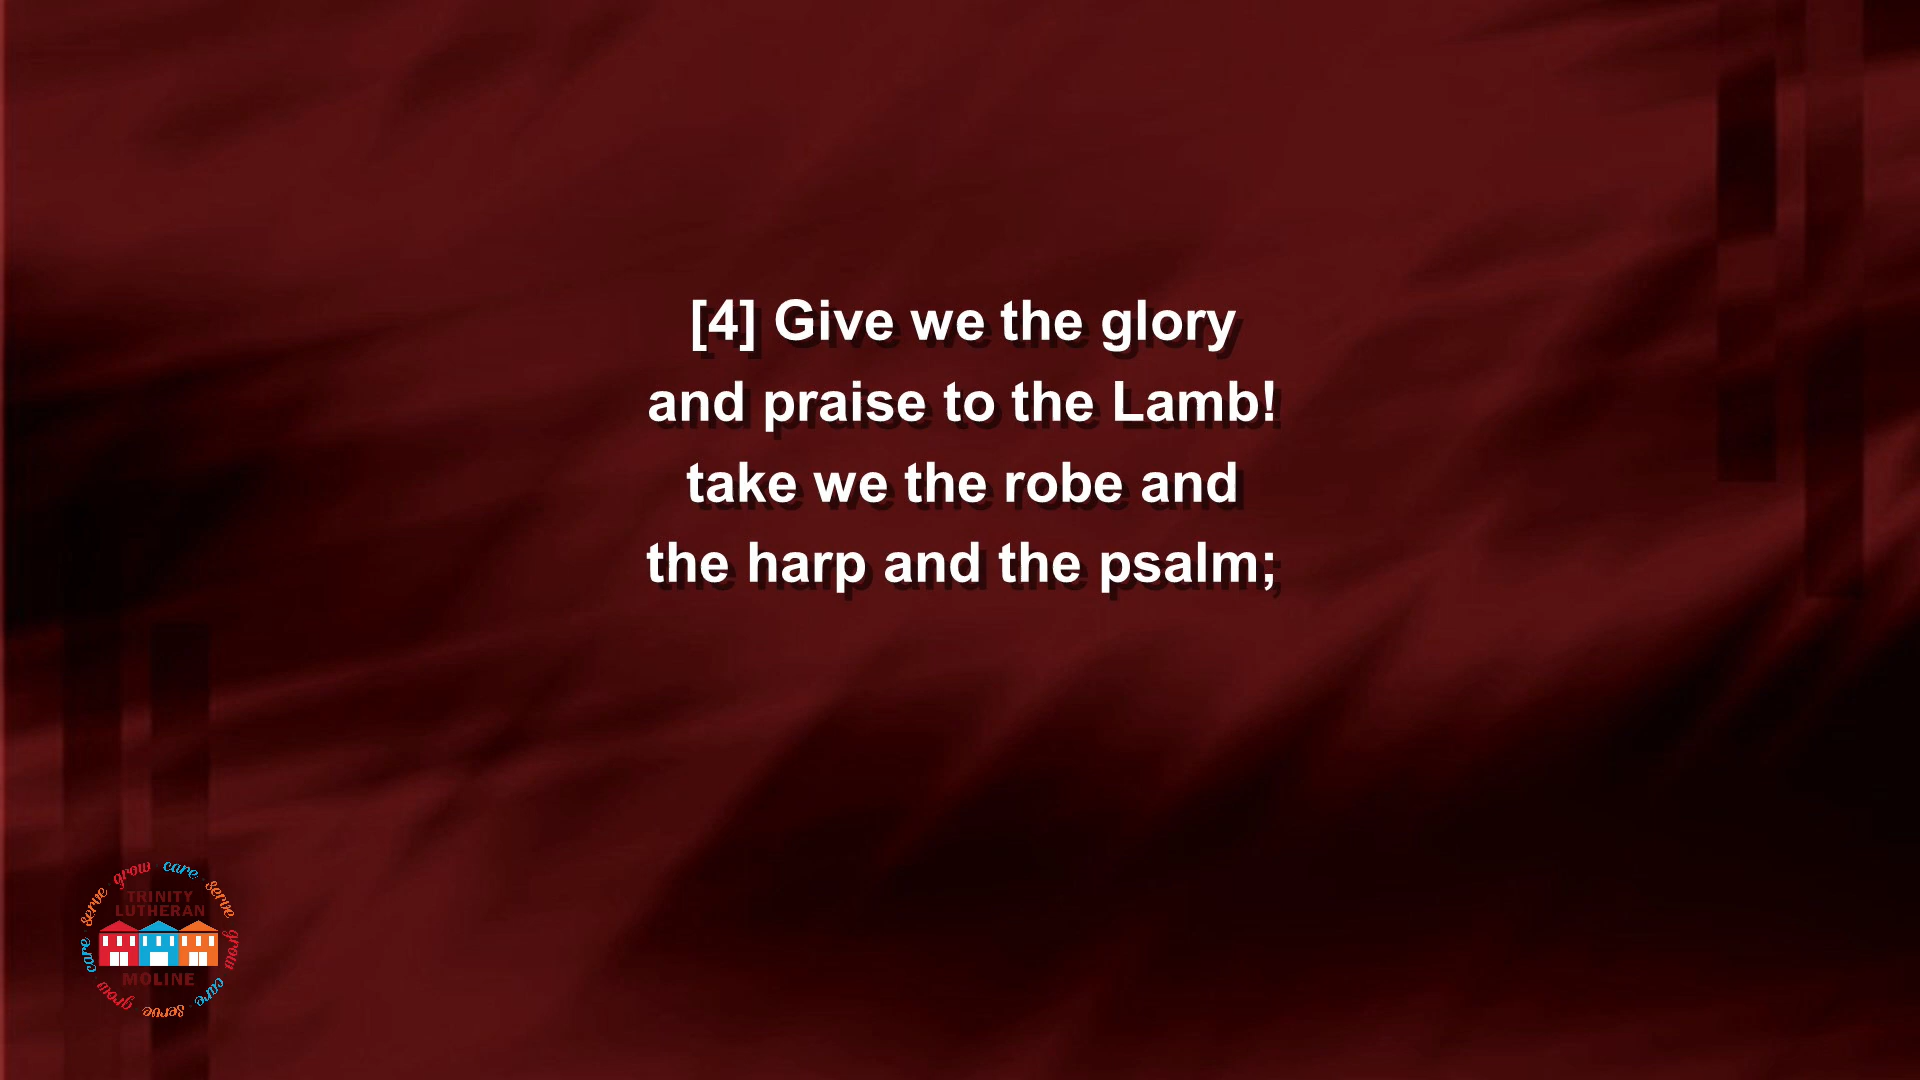 [4] Give we the glory
and praise to the Lamb!
take we the robe and
the harp and the psalm;
grow care serve grow care serve grow care serve
TRINITY
LUTHERAN
MOLINE